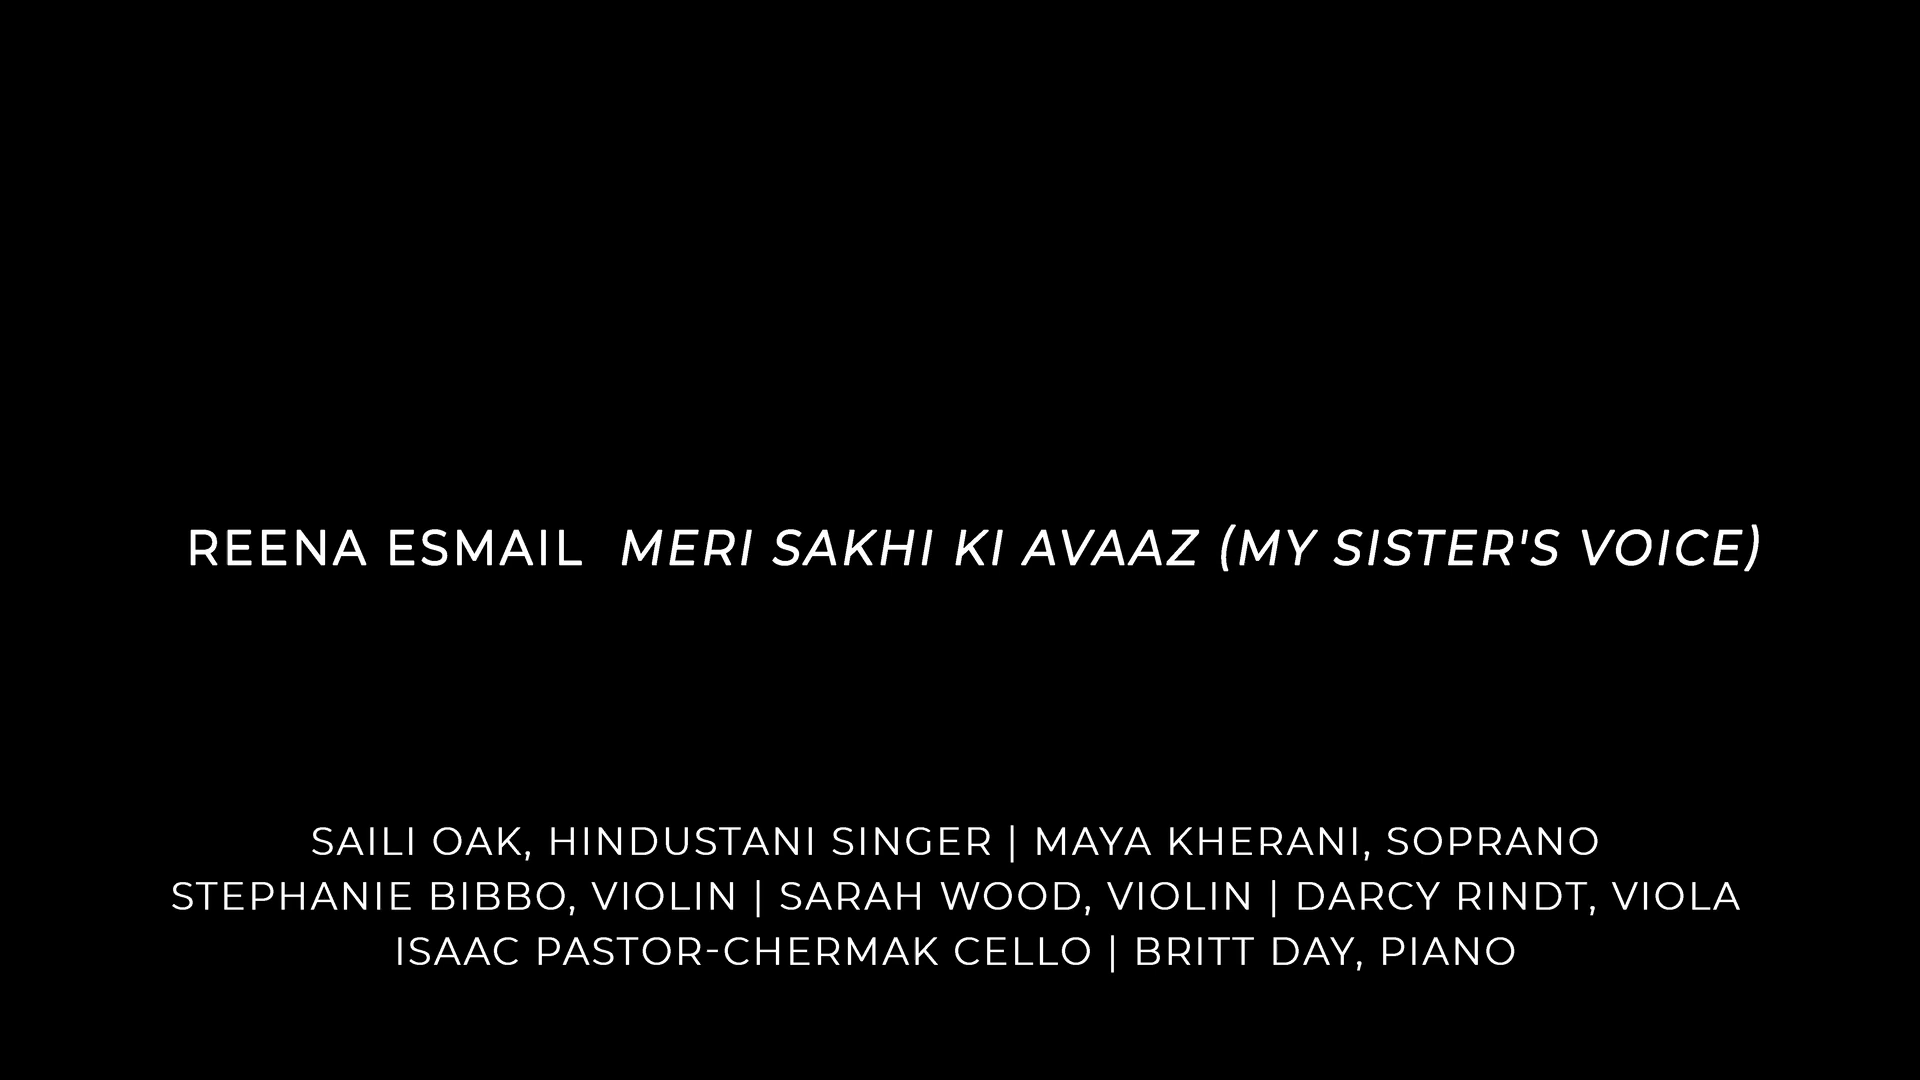 REENA ESMAIL MERI SAKHI KI AVAAZ (MY SISTER'S VOICE)
SAILI OAK, HINDUSTANI SINGER | MAYA KHERANI, SOPRANO
STEPHANIE BIBBO, VIOLIN | SARAH WOOD, VIOLIN | DARCY RINDT, VIOLA
ISAAC PASTOR-CHERMAK CELLO | BRITT DAY, PIANO